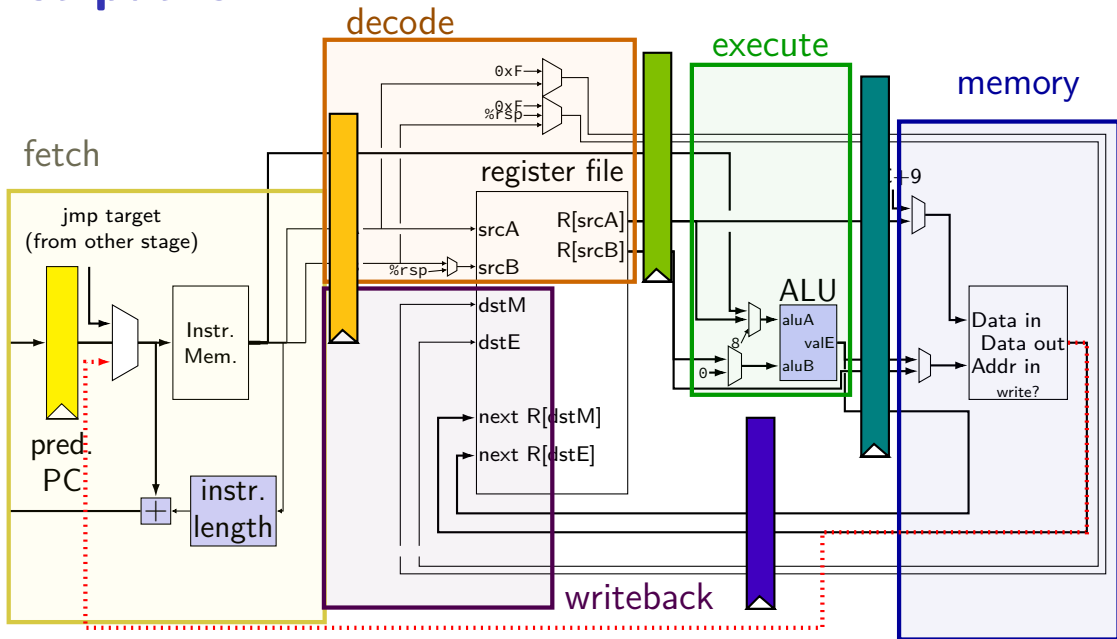 decode
execute
memory
fetch
0xF
0xF
%rsp
register file
+9
jmp target
(from other stage)
srcA
R[srcA]
R[srcB]
%rsp
srcB
ALU
dstM
Instr.
Mem.
aluA
valE
aluB
8
0
dstE
Data in
Data out
Addr in
write?
next R[dstM]
next R[dstE]
pred.
PC
+
instr.
length
writeback